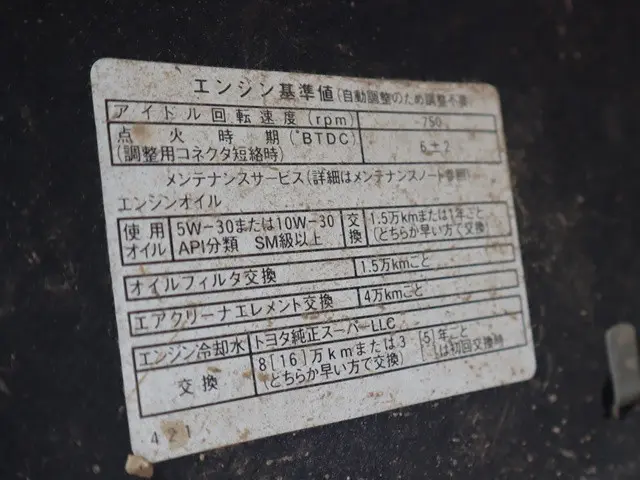 エンジン基準値(自動調整のため調整不要
アイドル回転速度(rpm) 750
点火時期(°BTDC) 6±2
(調整用コネクタ短絡時)
メンテナンスサービス(詳細はメンテナンスノート参照)
エンジンオイル
使用オイル 5W-30または10W-30 交換 1.5万kmまたは1年ごと
API分類 SM級以上 (どちらか早い方で交換
オイルフィルタ交換 1.5万kmごと
エアクリーナエレメント交換 4万kmごと
エンジン冷却水 トヨタ純正スーパーLLC
交換 8[16]万kmまたは3[5]年ごと
どちらか早い方で交換) [ ]は初回交換時
421